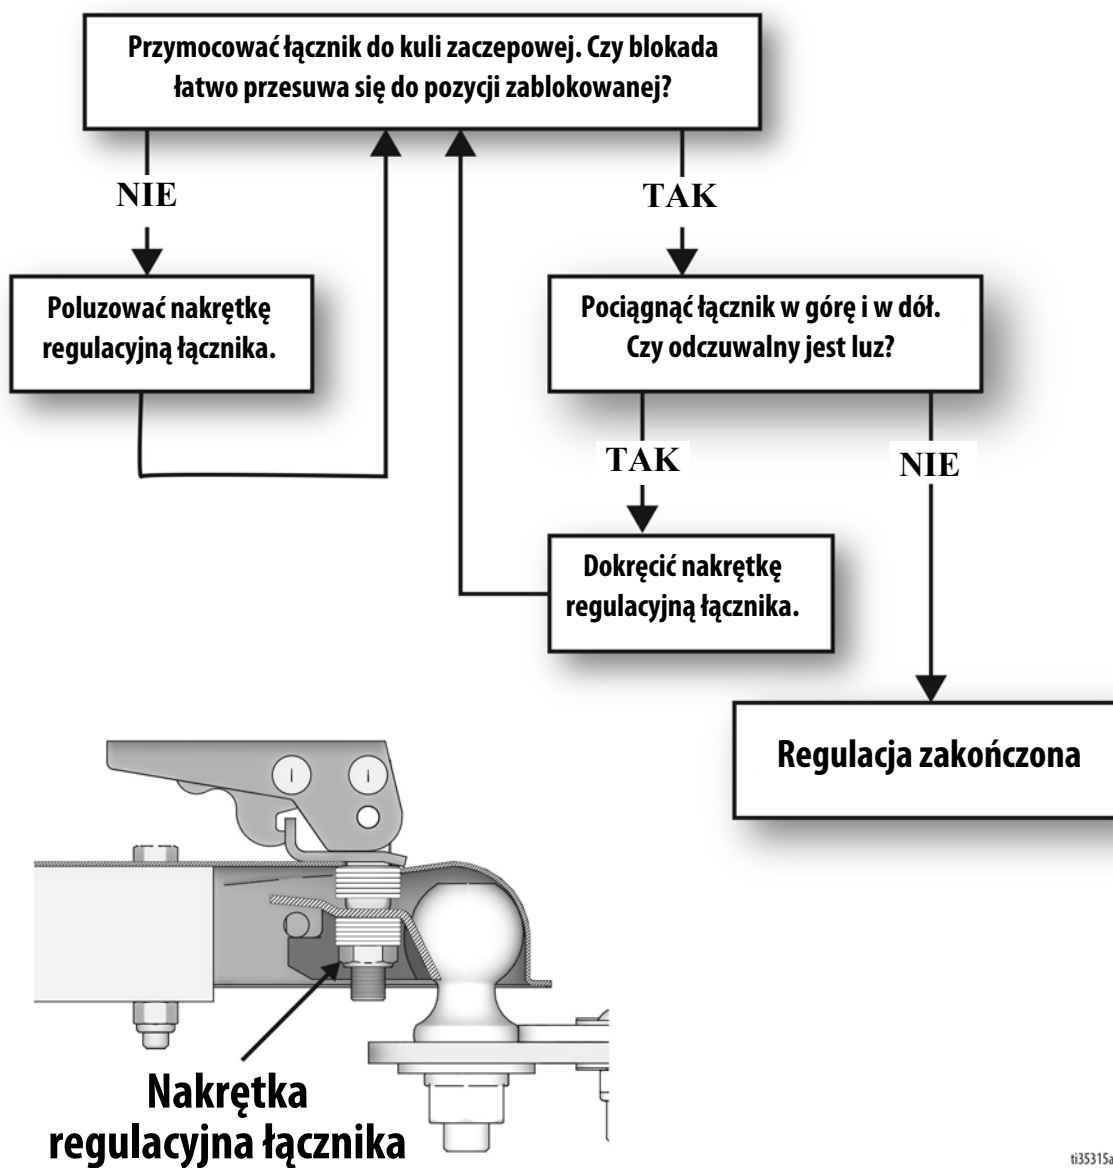 Przymocować łącznik do kuli zaczepowej. Czy blokada
łatwo przesuwa się do pozycji zablokowanej?
NIE
TAK
Poluzować nakrętkę
regulacyjną łącznika.
Pociągnąć łącznik w górę i w dół.
Czy odczuwalny jest luz?
TAK
NIE
Dokręcić nakrętkę
regulacyjną łącznika.
Regulacja zakończona
Nakrętka
regulacyjna łącznika
ti35315a